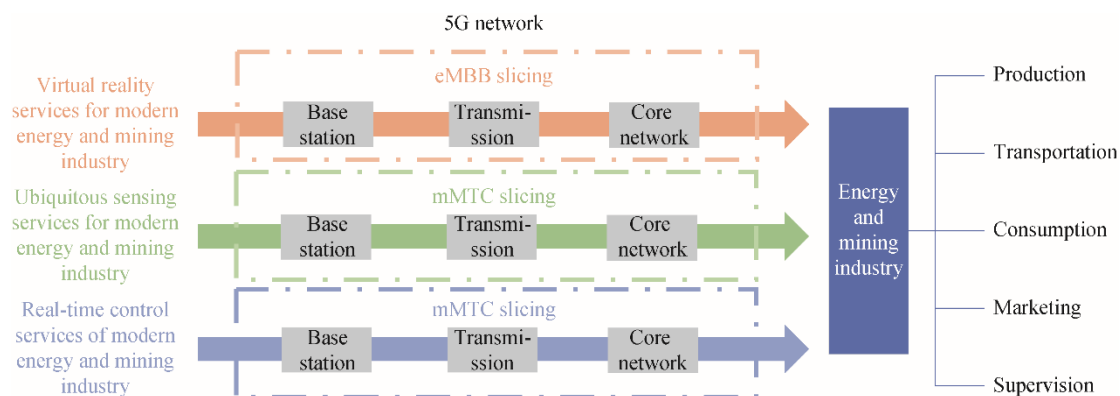 5G network
Virtual reality
services for modern
energy and mining
industry
eMBB slicing
Base
station
Transmi-
ssion
Core
network
Ubiquitous sensing
services for modern
energy and mining
industry
mMTC slicing
Base
station
Transmi-
ssion
Core
network
Real-time control
services of modern
energy and mining
industry
mMTC slicing
Base
station
Transmi-
ssion
Core
network
Energy
and
mining
industry
Production
Transportation
Consumption
Marketing
Supervision